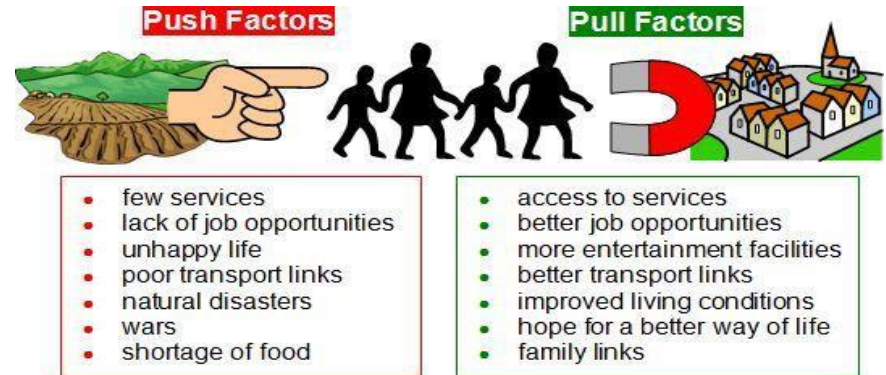 Push Factors
Pull Factors
few services
lack of job opportunities
unhappy life
poor transport links
natural disasters
wars
shortage of food
access to services
better job opportunities
more entertainment facilities
better transport links
improved living conditions
hope for a better way of life
family links